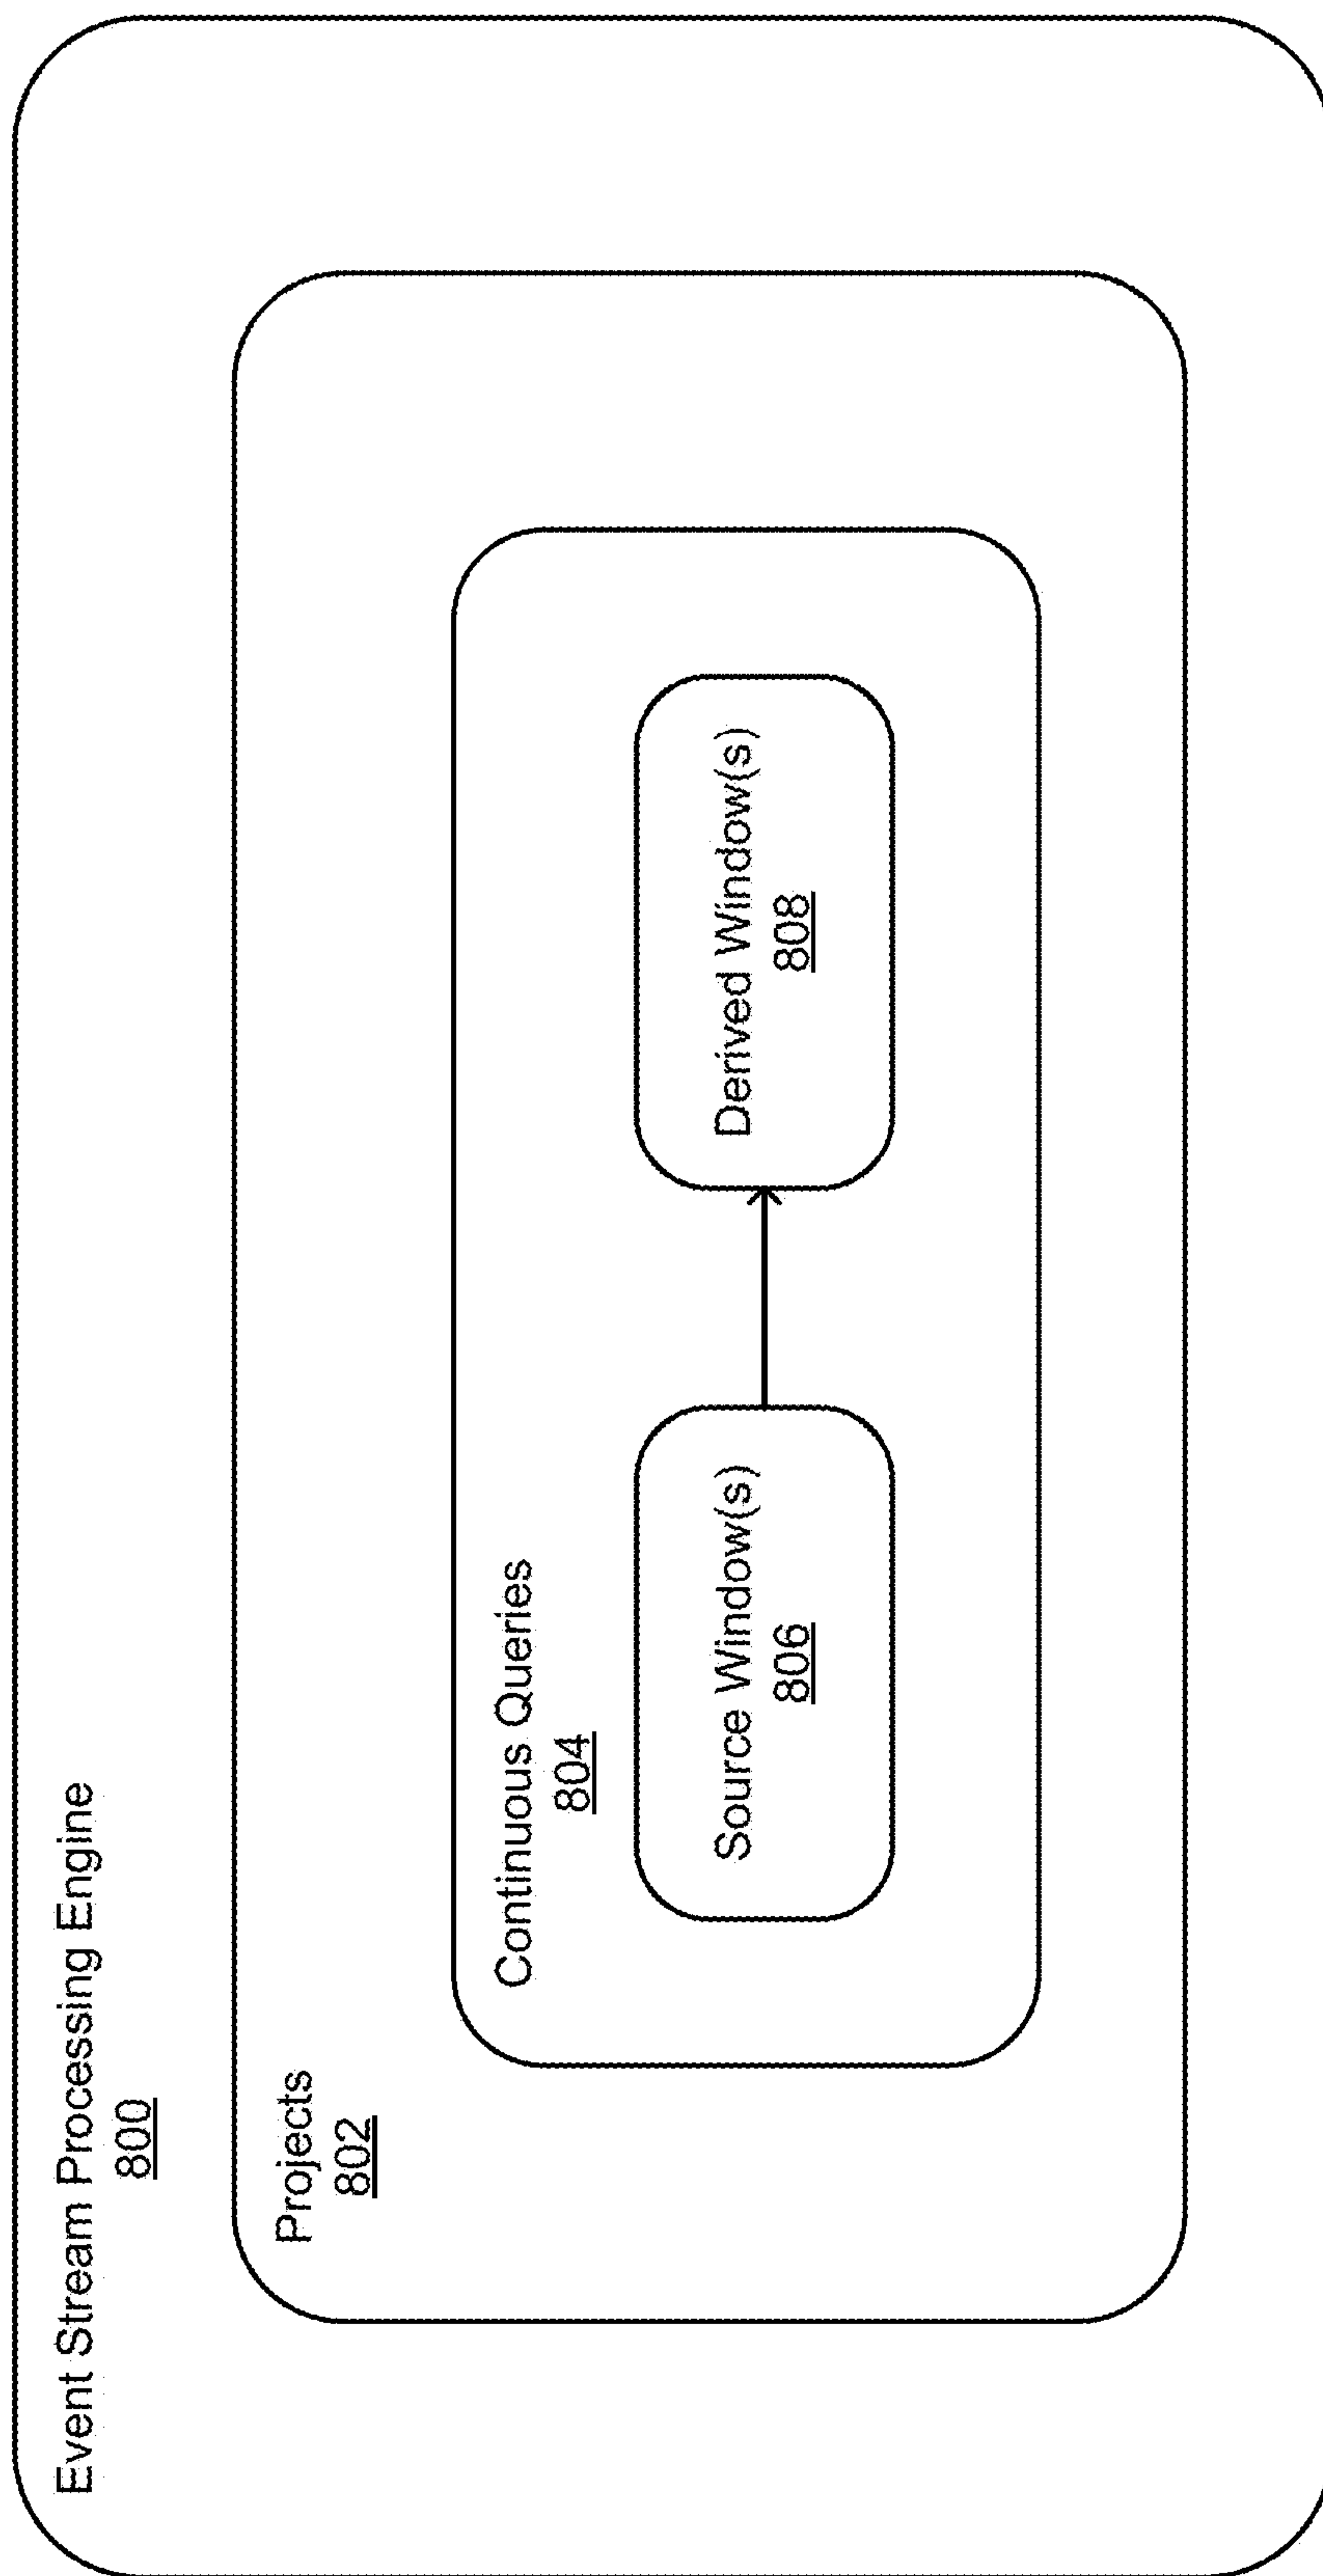 Event Stream Processing Engine
800
Projects
802
Continuous Queries
804
Source Window(s)
806
Derived Window(s)
808